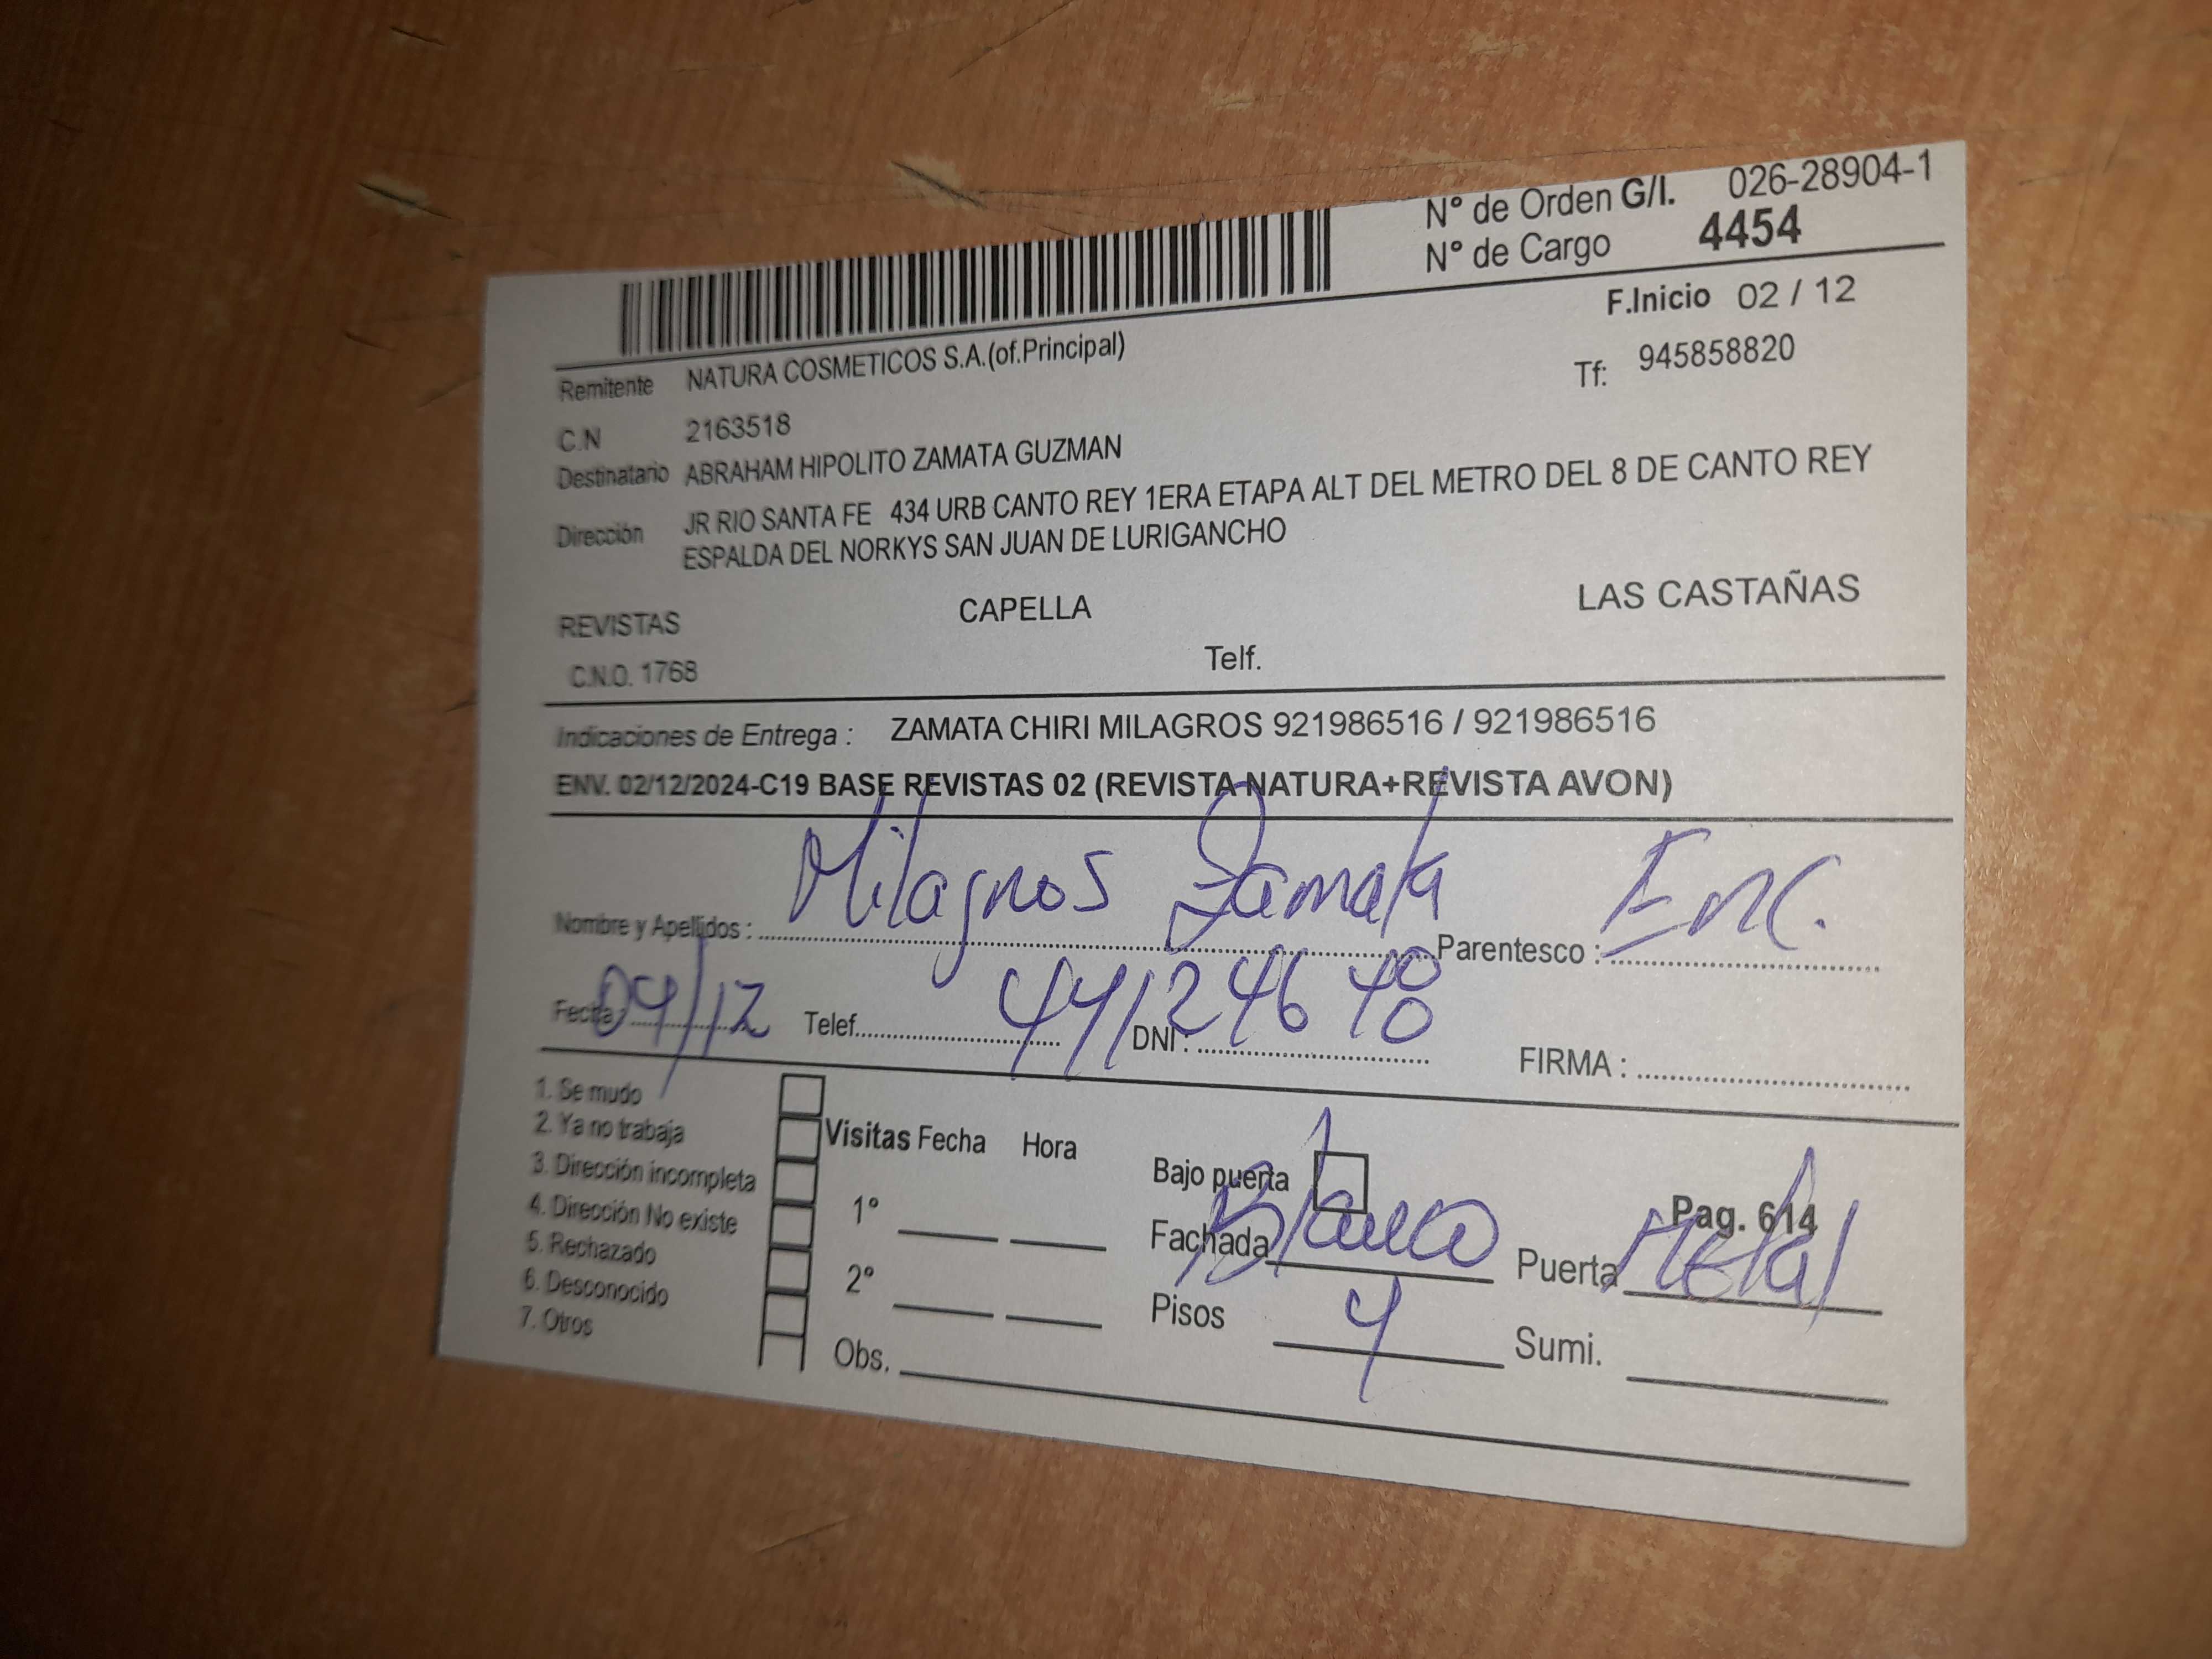 N° de Orden G/I. 026-28904-1
N° de Cargo 4454
F.Inicio 02 / 12
Remitente NATURA COSMETICOS S.A.(of.Principal)
Tf: 945858820
C.N 2163518
Destinatario ABRAHAM HIPOLITO ZAMATA GUZMAN
Dirección JR RIO SANTA FE 434 URB CANTO REY 1ERA ETAPA ALT DEL METRO DEL 8 DE CANTO REY
ESPALDA DEL NORKYS SAN JUAN DE LURIGANCHO
REVISTAS CAPELLA LAS CASTAÑAS
C.N.O. 1768 Telf.
Indicaciones de Entrega : ZAMATA CHIRI MILAGROS 921986516 / 921986516
ENV. 02/12/2024-C19 BASE REVISTAS 02 (REVISTA NATURA+REVISTA AVON)
Nombre y Apellidos : Milagros Zamata Parentesco : Enc.
Fecha 04/12 Telef. DNI : 44124640 FIRMA :
1. Se mudo
2. Ya no trabaja
3. Dirección incompleta
4. Dirección No existe
5. Rechazado
6. Desconocido
7. Otros
Visitas Fecha Hora
1°
2°
Obs.
Bajo puerta Pag. 614
Fachada Blanco Puerta Metal
Pisos 4 Sumi.